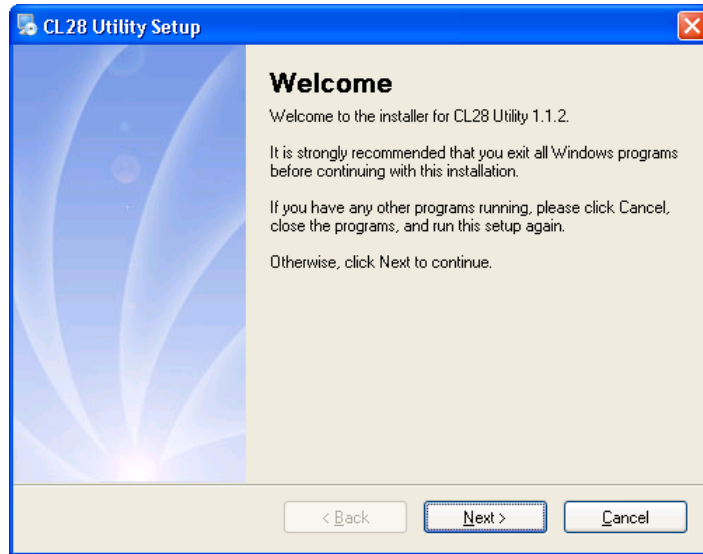 CL28 Utility Setup
Welcome
Welcome to the installer for CL28 Utility 1.1.2.
It is strongly recommended that you exit all Windows programs
before continuing with this installation.
If you have any other programs running, please click Cancel,
close the programs, and run this setup again.
Otherwise, click Next to continue.
< Back
Next >
Cancel